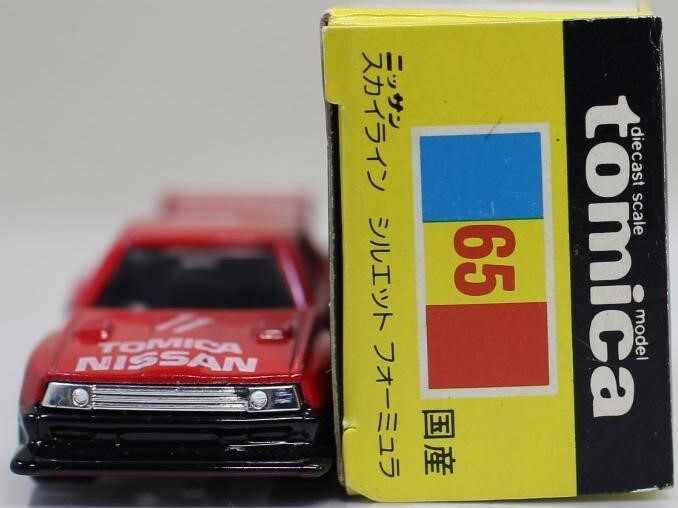 TOMICA
NISSAN
ニッサン
スカイライン シルエット フォーミュラ
65
国産
diecast scale model
tomica